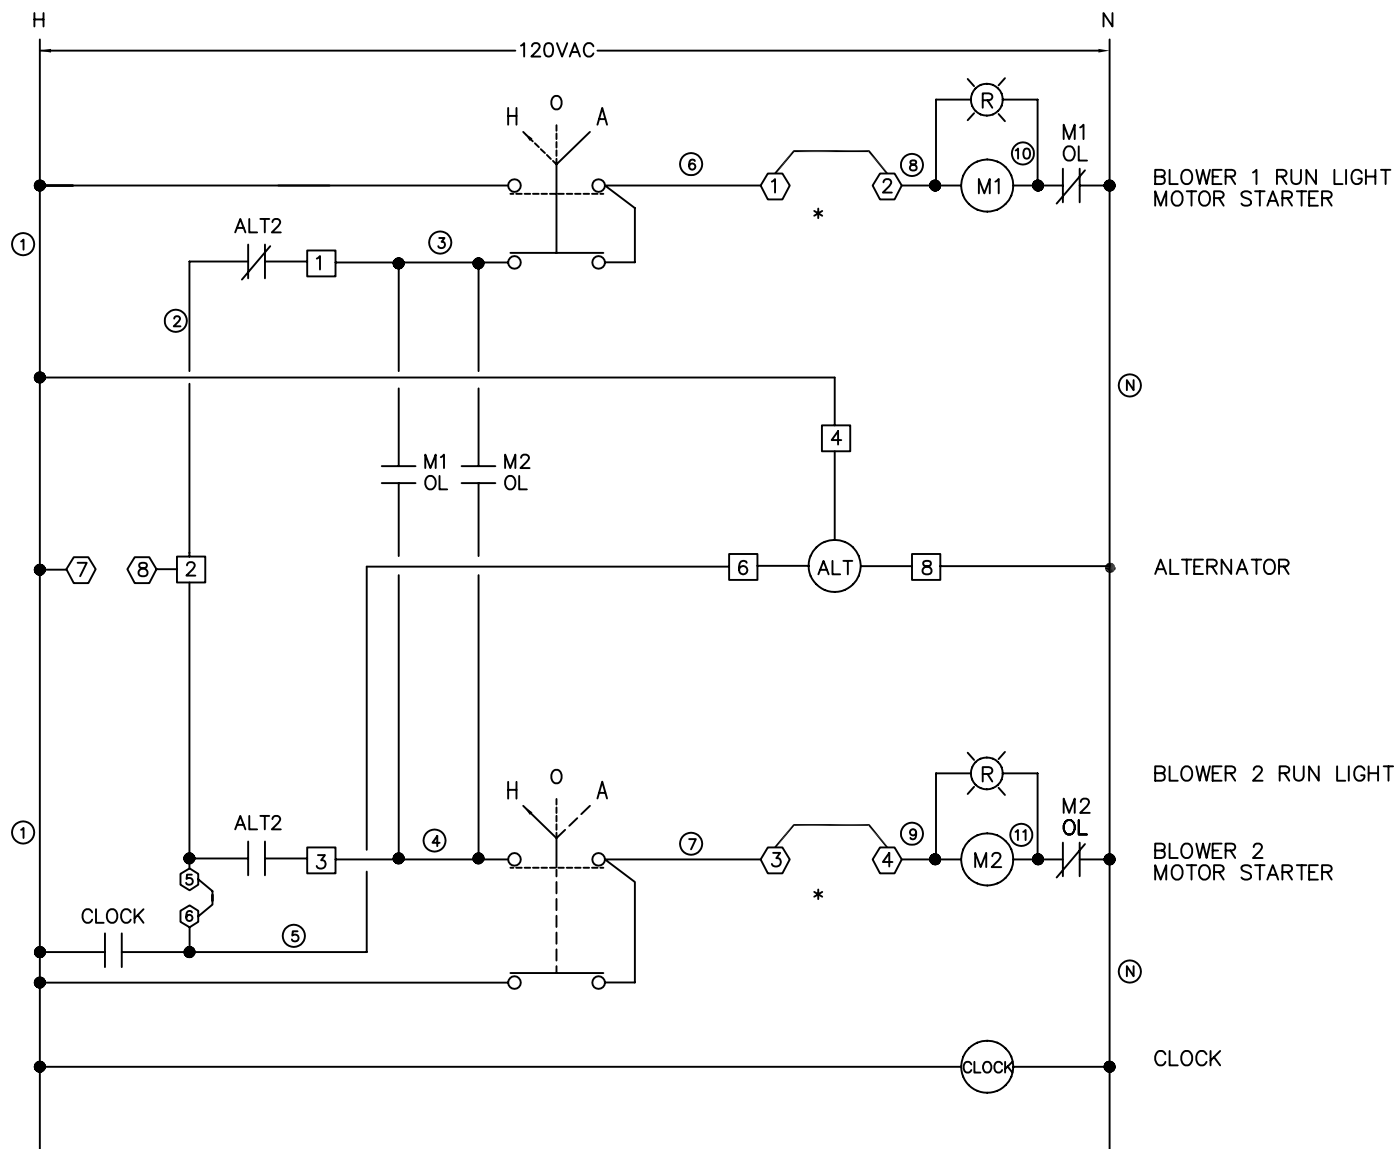 H
N
120VAC
R
O
H
A
M1
OL
6
8
10
1
2
M1
BLOWER 1 RUN LIGHT
MOTOR STARTER
*
ALT2
3
1
1
2
N
4
M1
OL
M2
OL
7
8
2
6
ALT
8
ALTERNATOR
R
BLOWER 2 RUN LIGHT
O
H
A
M2
OL
1
ALT2
4
7
9
11
3
3
4
M2
BLOWER 2
MOTOR STARTER
5
*
6
CLOCK
5
N
CLOCK
CLOCK